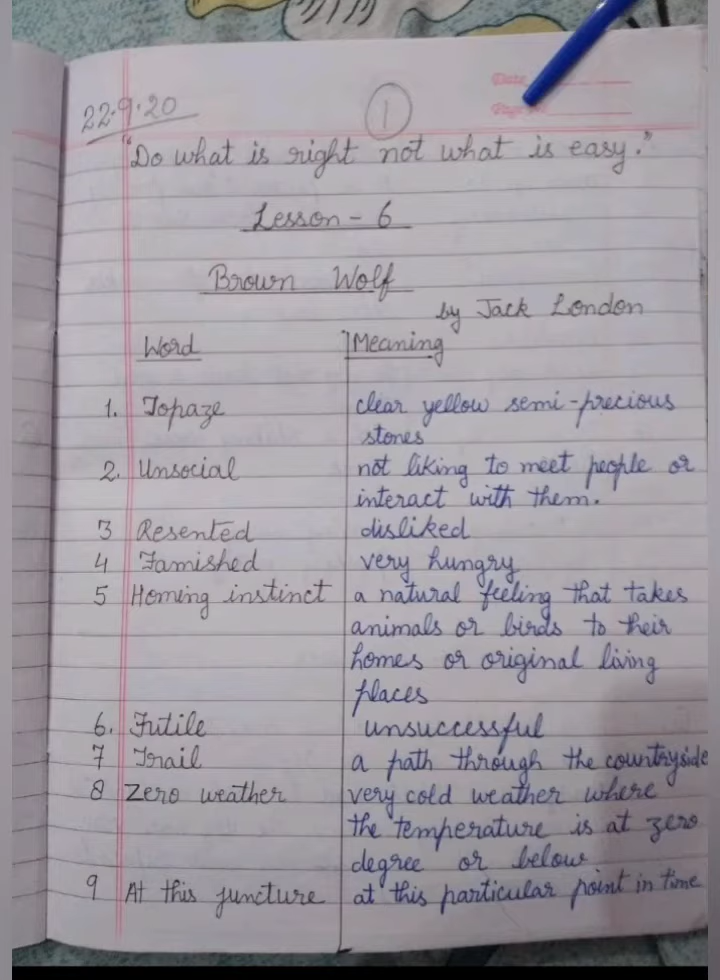 Date
22.9.20
1
"Do what is right not what is easy."
Lesson - 6
Brown Wolf
by Jack London
Word Meaning
1. Topaze clear yellow semi-precious
stones
2. Unsocial not liking to meet people or
interact with them.
3 Resented disliked
4 Famished very hungry
5 Homing instinct a natural feeling that takes
animals or birds to their
homes or original living
places
6. Futile unsuccessful
7 Trail a path through the countryside
8 Zero weather very cold weather where
the temperature is at zero
degree or below
9 At this juncture at this particular point in time